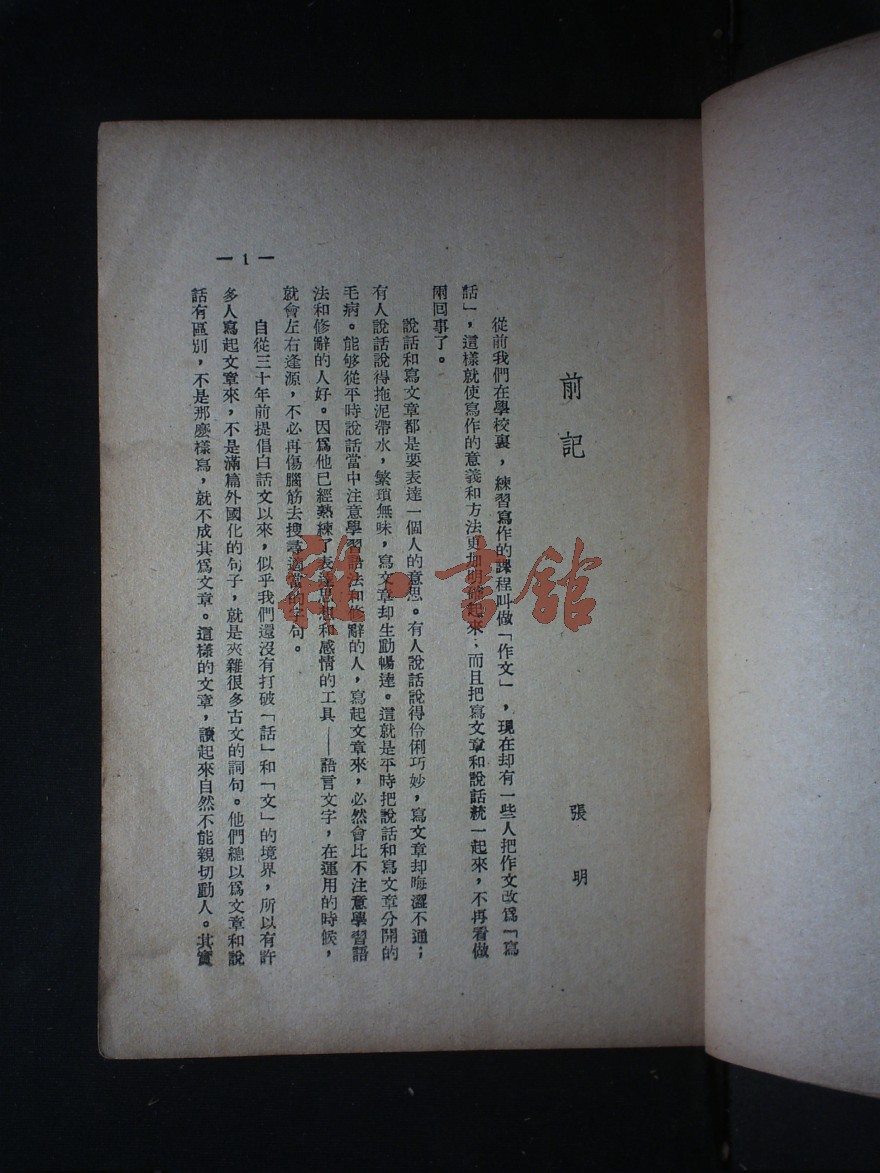 前記
張明
從前我們在學校裏，練習寫作的課程叫做「作文」，現在却有一些人把作文改爲「寫
話」，這樣就使寫作的意義和方法更加明確起來；而且把寫文章和說話統一起來，不再看做
兩回事了。
說話和寫文章都是要表達一個人的意思。有人說話說得伶俐巧妙，寫文章却晦澀不通；
有人說話說得拖泥帶水，繁瑣無味，寫文章却生動暢達。這就是平時把說話和寫文章分開的
毛病。能够從平時說話當中注意學習語法和修辭的人，寫起文章來，必然會比不注意學習語
法和修辭的人好。因爲他已經熟練了表達思想和感情的工具——語言文字，在運用的時候，
就會左右逢源，不必再傷腦筋去搜尋適當的字句。
自從三十年前提倡白話文以來，似乎我們還沒有打破「話」和「文」的境界，所以有許
多人寫起文章來，不是滿篇外國化的句子，就是夾雜很多古文的詞句。他們總以爲文章和說
話有區別，不是那麽樣寫，就不成其爲文章。這樣的文章，讀起來自然不能親切動人。其實
— 1 —
雜·書館